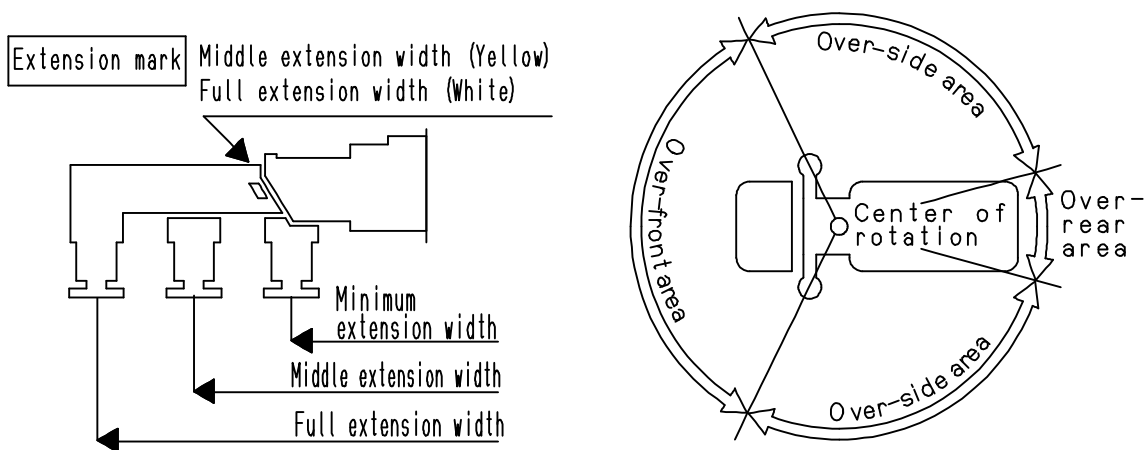 Extension mark
Middle extension width (Yellow)
Full extension width (White)
Minimum
extension width
Middle extension width
Full extension width
Over-side area
Over-front area
Center of
rotation
Over-
rear
area
Over-side area